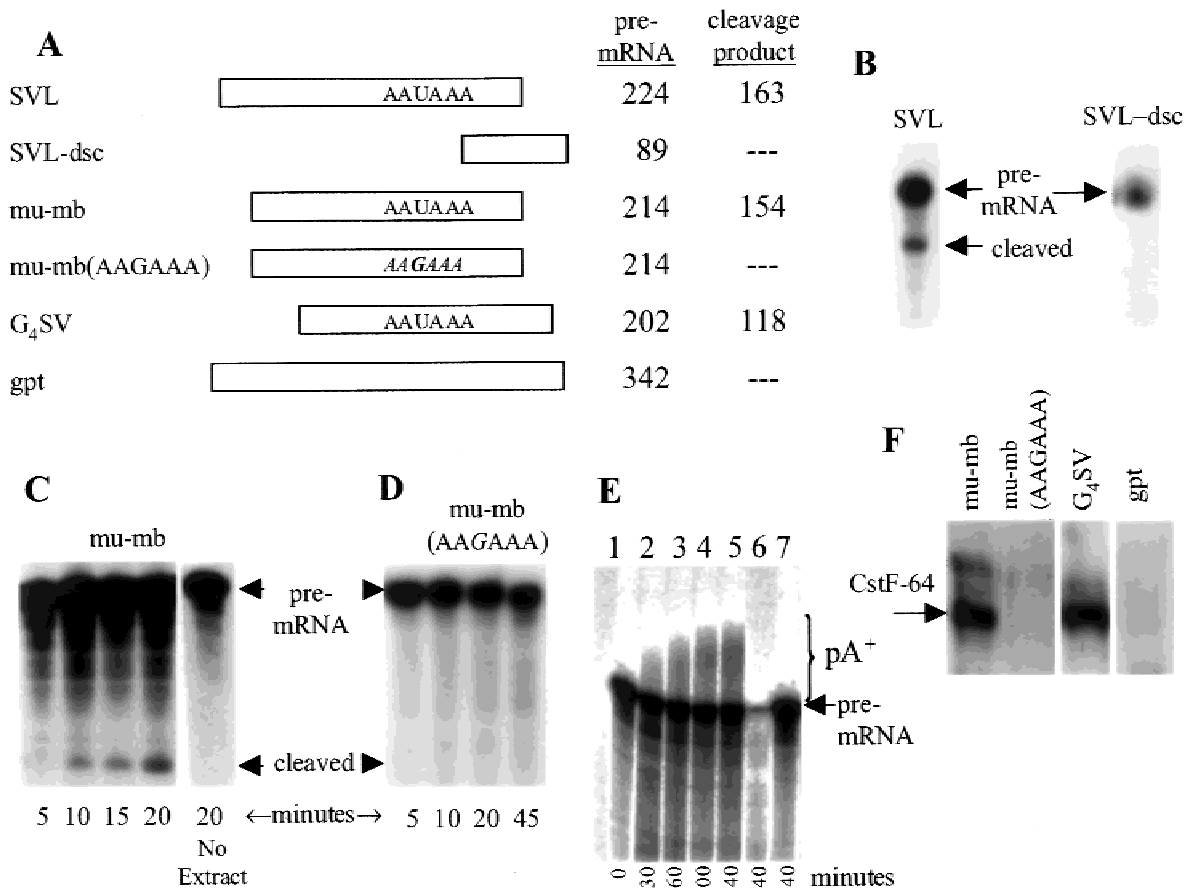 A
pre-mRNA cleavage product
SVL AAUAAA 224 163
SVL-dsc 89 ---
mu-mb AAUAAA 214 154
mu-mb(AAGAAA) AAGAAA 214 ---
G4SV AAUAAA 202 118
gpt 342 ---
B
SVL SVL–dsc
pre-mRNA
cleaved
C
mu-mb
D
mu-mb
(AAGAAA)
pre-mRNA
cleaved
5 10 15 20 20 ←minutes→ 5 10 20 45
No
Extract
E
1 2 3 4 5 6 7
pA+
pre-mRNA
0 30 60 00 40 40 40 minutes
F
mu-mb
mu-mb
(AAGAAA)
G4SV
gpt
CstF-64